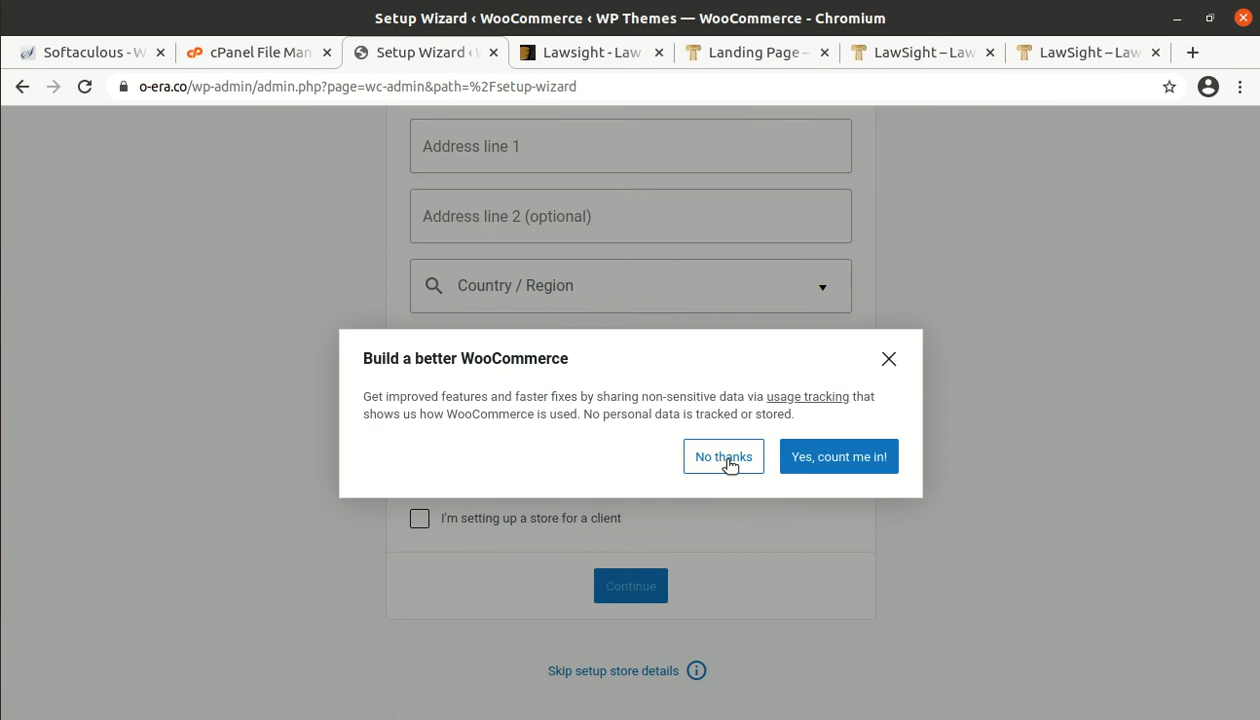 Setup Wizard ‹ WooCommerce ‹ WP Themes — WooCommerce - Chromium
Softaculous - W
cPanel File Man
Setup Wizard ‹
Lawsight - Law
Landing Page –
LawSight – Law
LawSight – Law
o-era.co/wp-admin/admin.php?page=wc-admin&path=%2Fsetup-wizard
Address line 1
Address line 2 (optional)
Country / Region
Build a better WooCommerce
Get improved features and faster fixes by sharing non-sensitive data via usage tracking that
shows us how WooCommerce is used. No personal data is tracked or stored.
No thanks
Yes, count me in!
I'm setting up a store for a client
Continue
Skip setup store details